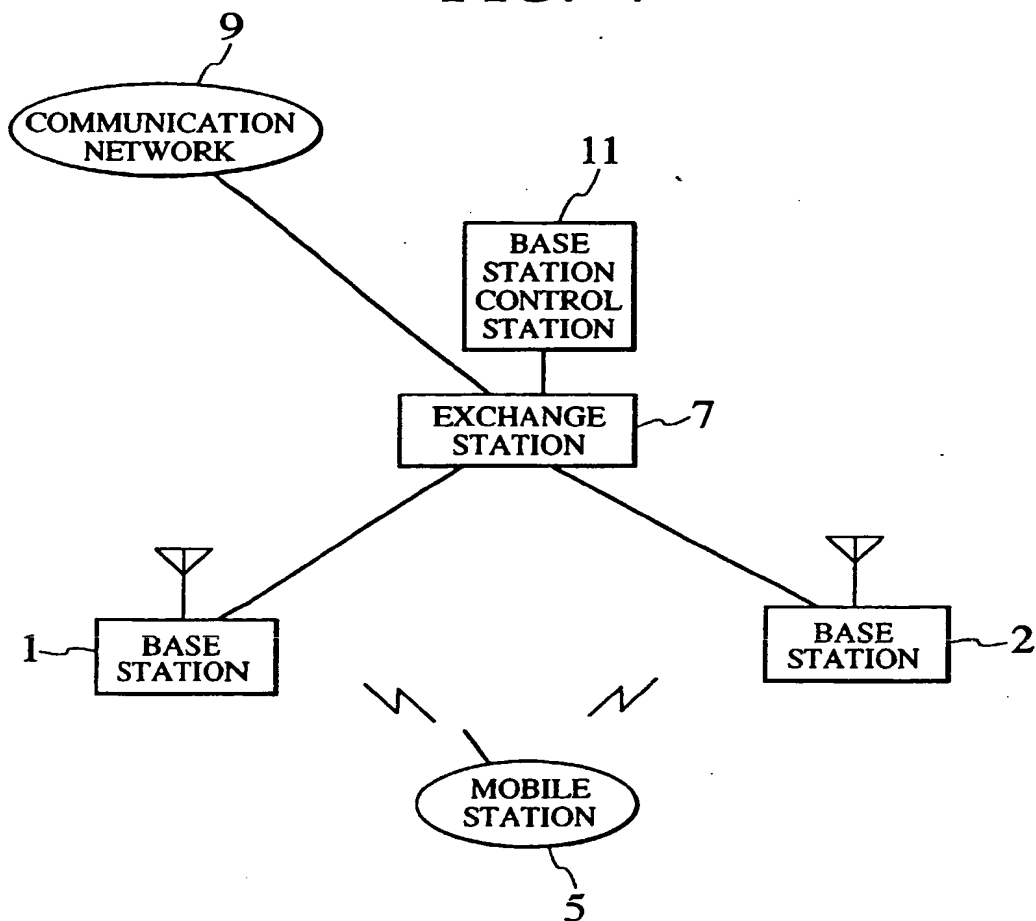 9
COMMUNICATION
NETWORK
11
BASE
STATION
CONTROL
STATION
EXCHANGE
STATION
7
1
BASE
STATION
BASE
STATION
2
MOBILE
STATION
5